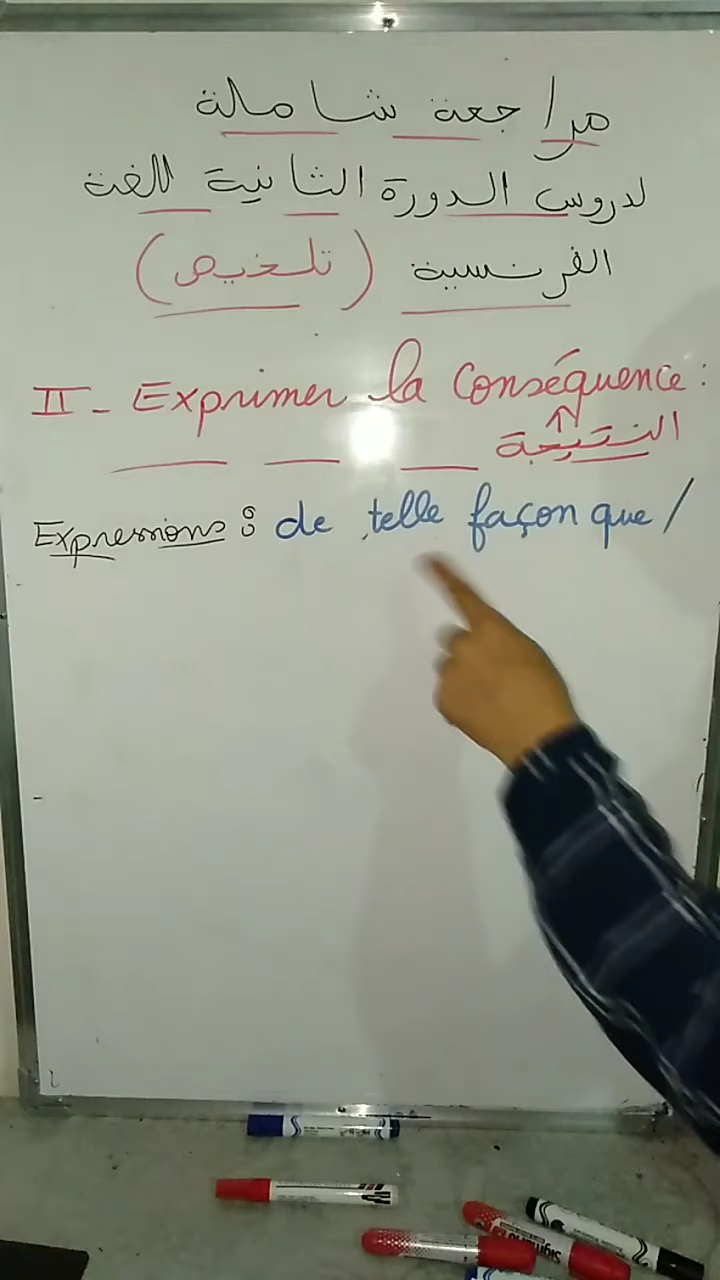 مراجعة شاملة
لدروس الدورة الثانية للغة
الفرنسية (تلخيص)
II - Exprimer la Conséquence :
النتيجة
Expressions : de telle façon que /